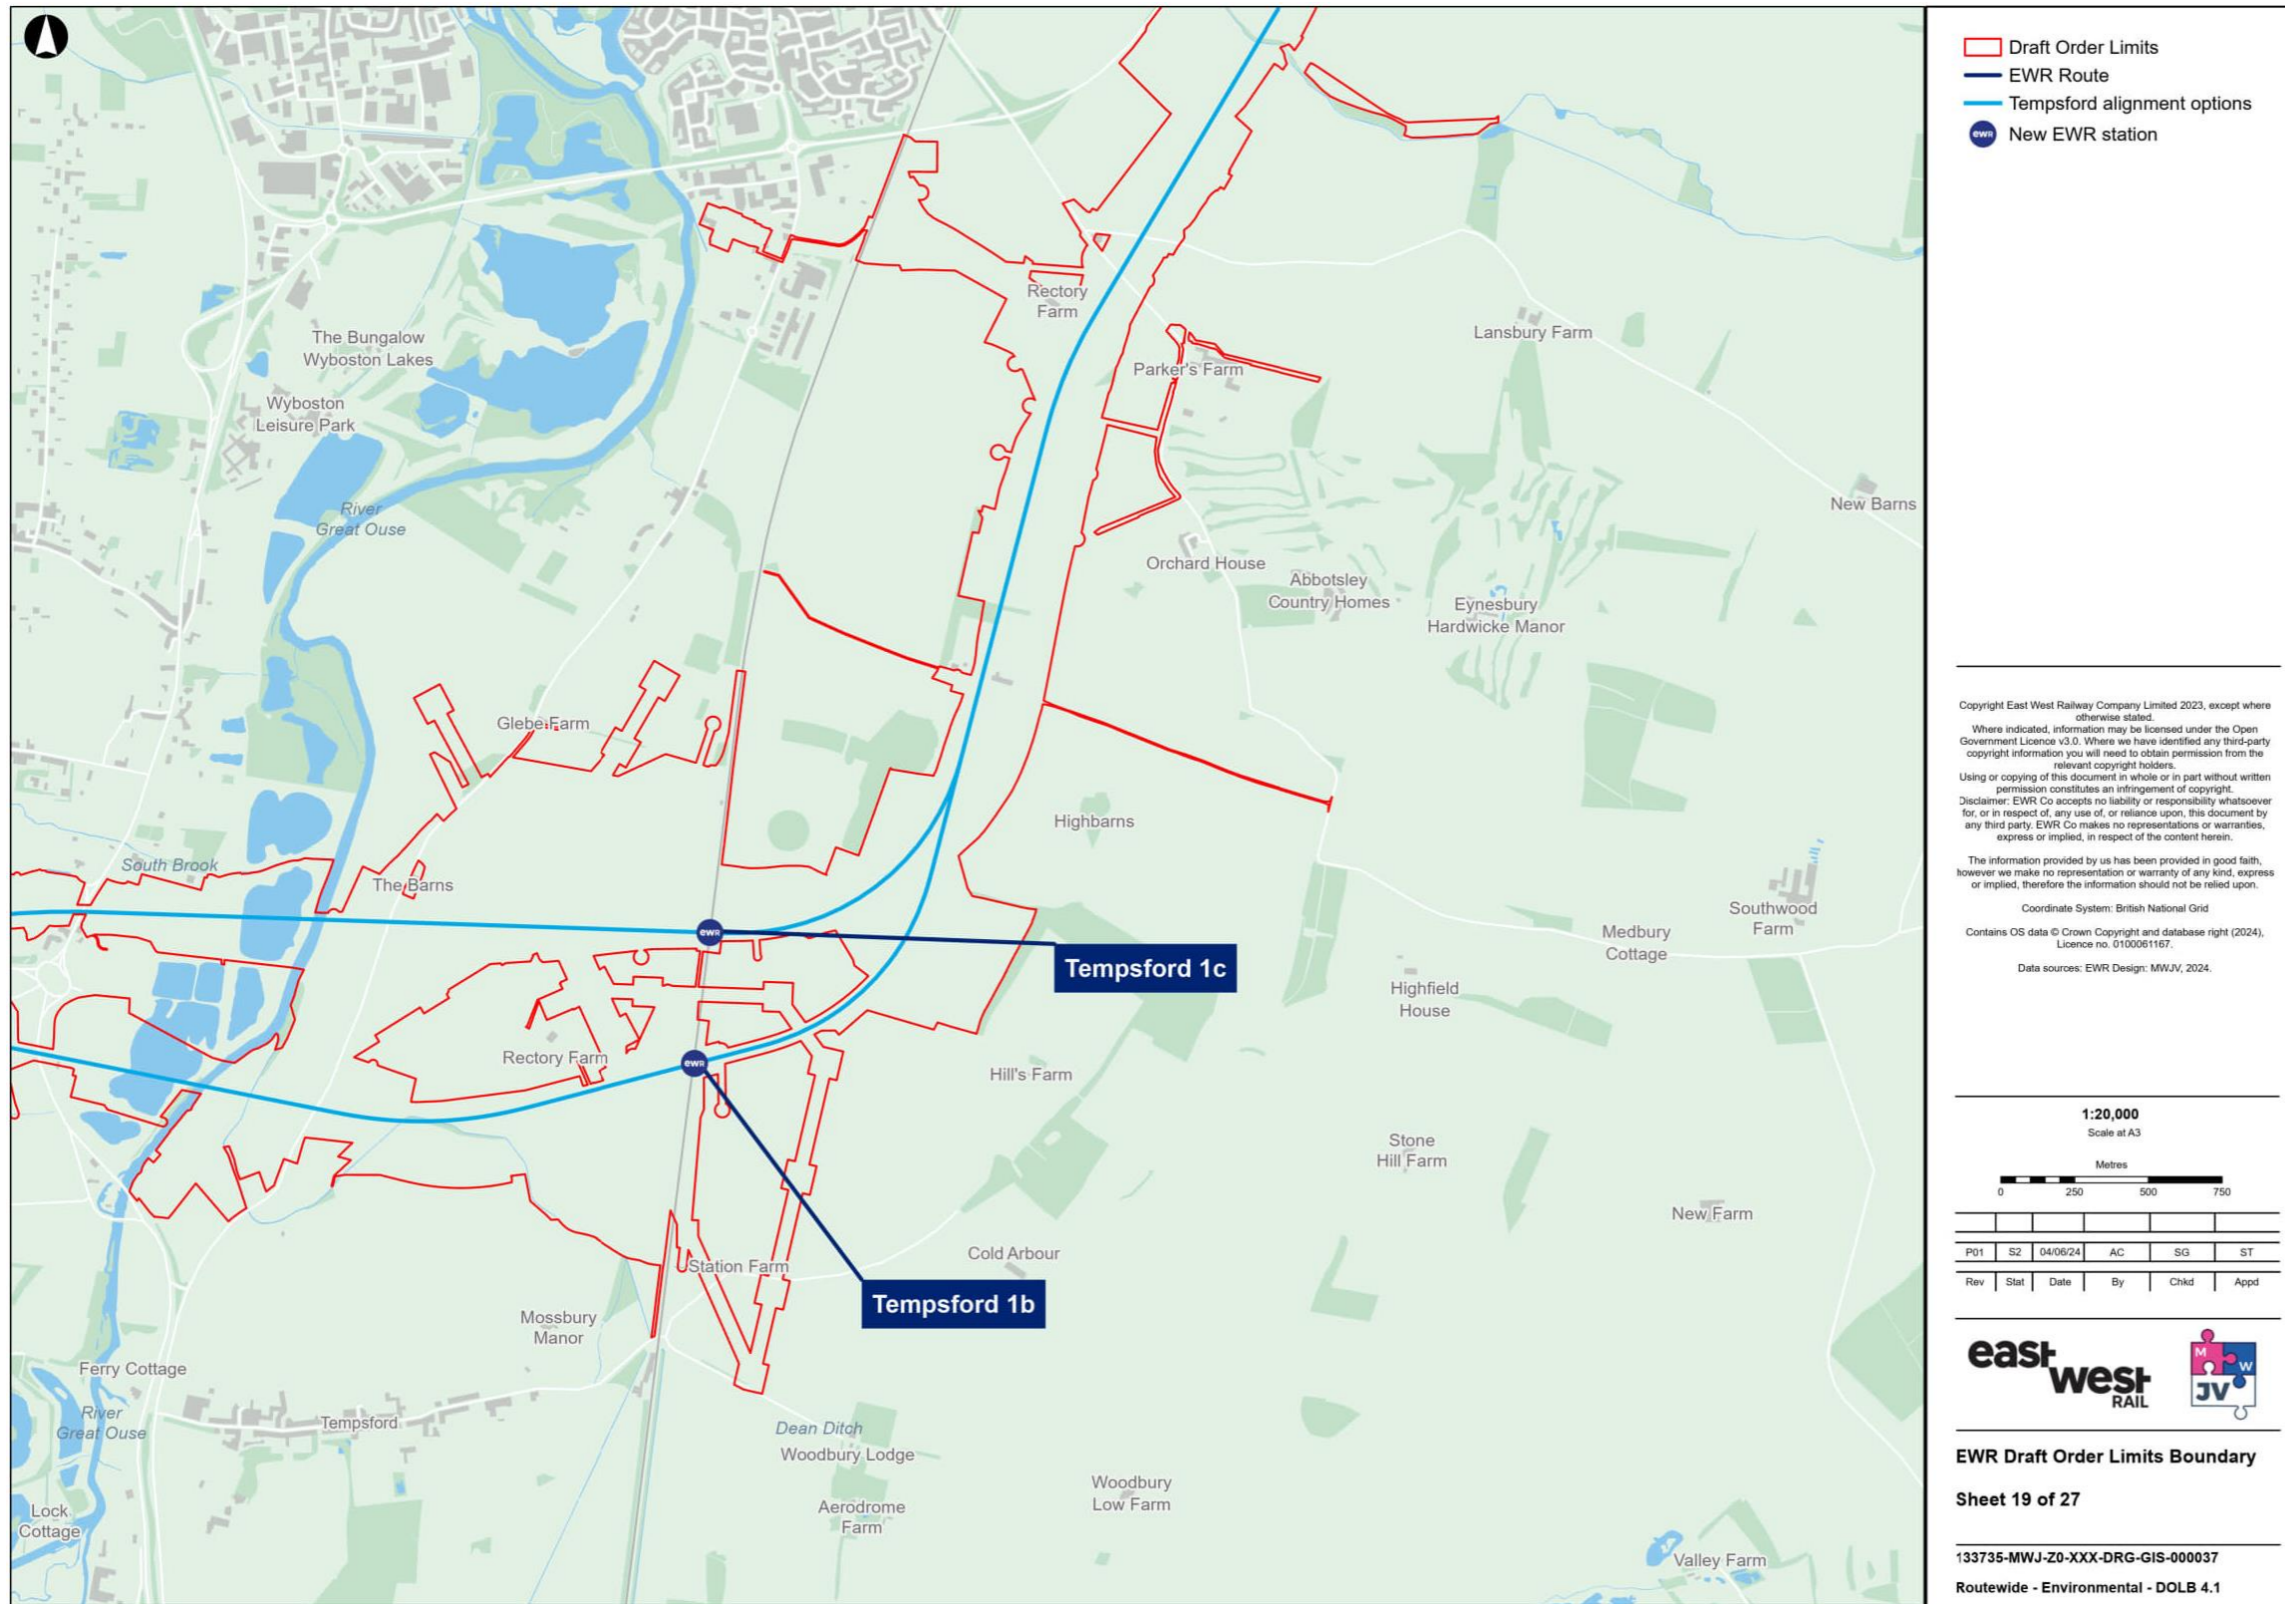 Draft Order Limits
EWR Route
Tempsford alignment options
ewr
New EWR station
Rectory
Farm
The Bungalow
Wyboston Lakes
Lansbury Farm
Parker's Farm
Wyboston
Leisure Park
New Barns
River
Great Ouse
Orchard House
Abbotsley
Country Homes
Eynesbury
Hardwicke Manor
Glebe Farm
Highbarns
South Brook
The Barns
Southwood
Farm
ewr
Medbury
Cottage
Tempsford 1c
Highfield
House
Rectory Farm
ewr
Hill's Farm
Stone
Hill Farm
New Farm
Cold Arbour
Station Farm
Tempsford 1b
Mossbury
Manor
Ferry Cottage
River
Great Ouse
Tempsford
Dean Ditch
Woodbury Lodge
Woodbury
Low Farm
Aerodrome
Farm
Lock
Cottage
Valley Farm
Copyright East West Railway Company Limited 2023, except where
otherwise stated.
Where indicated, information may be licensed under the Open
Government Licence v3.0. Where we have identified any third-party
copyright information you will need to obtain permission from the
relevant copyright holders.
Using or copying of this document in whole or in part without written
permission constitutes an infringement of copyright.
Disclaimer: EWR Co accepts no liability or responsibility whatsoever
for, or in respect of, any use of, or reliance upon, this document by
any third party. EWR Co makes no representations or warranties,
express or implied, in respect of the content herein.
The information provided by us has been provided in good faith,
however we make no representation or warranty of any kind, express
or implied, therefore the information should not be relied upon.
Coordinate System: British National Grid
Contains OS data © Crown Copyright and database right (2024),
Licence no. 0100061167.
Data sources: EWR Design: MWJV, 2024.
1:20,000
Scale at A3
Metres
0 250 500 750
P01 S2 04/06/24 AC SG ST
Rev Stat Date By Chkd Appd
east
west
RAIL
M W
JV
EWR Draft Order Limits Boundary
Sheet 19 of 27
133735-MWJ-Z0-XXX-DRG-GIS-000037
Routewide - Environmental - DOLB 4.1